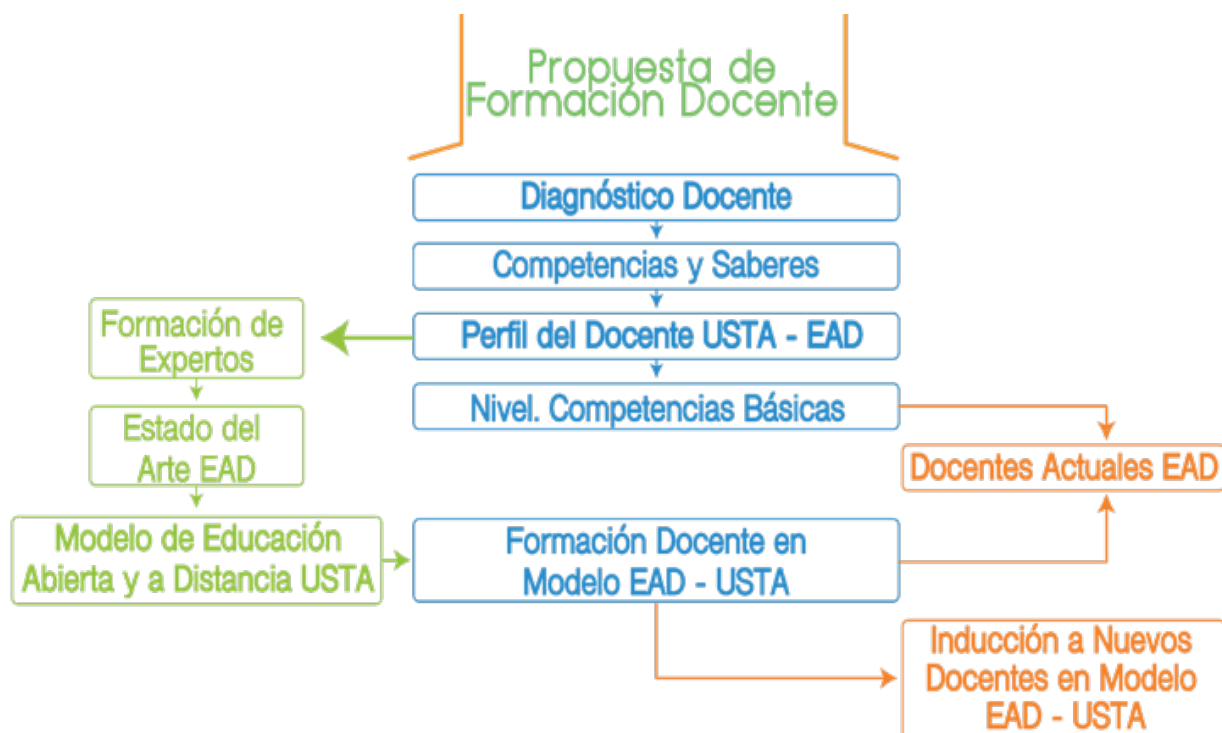 Propuesta de
Formación Docente
Diagnóstico Docente
Competencias y Saberes
Perfil del Docente USTA - EAD
Nivel. Competencias Básicas
Formación de
Expertos
Estado del
Arte EAD
Modelo de Educación
Abierta y a Distancia USTA
Formación Docente en
Modelo EAD - USTA
Docentes Actuales EAD
Inducción a Nuevos
Docentes en Modelo
EAD - USTA